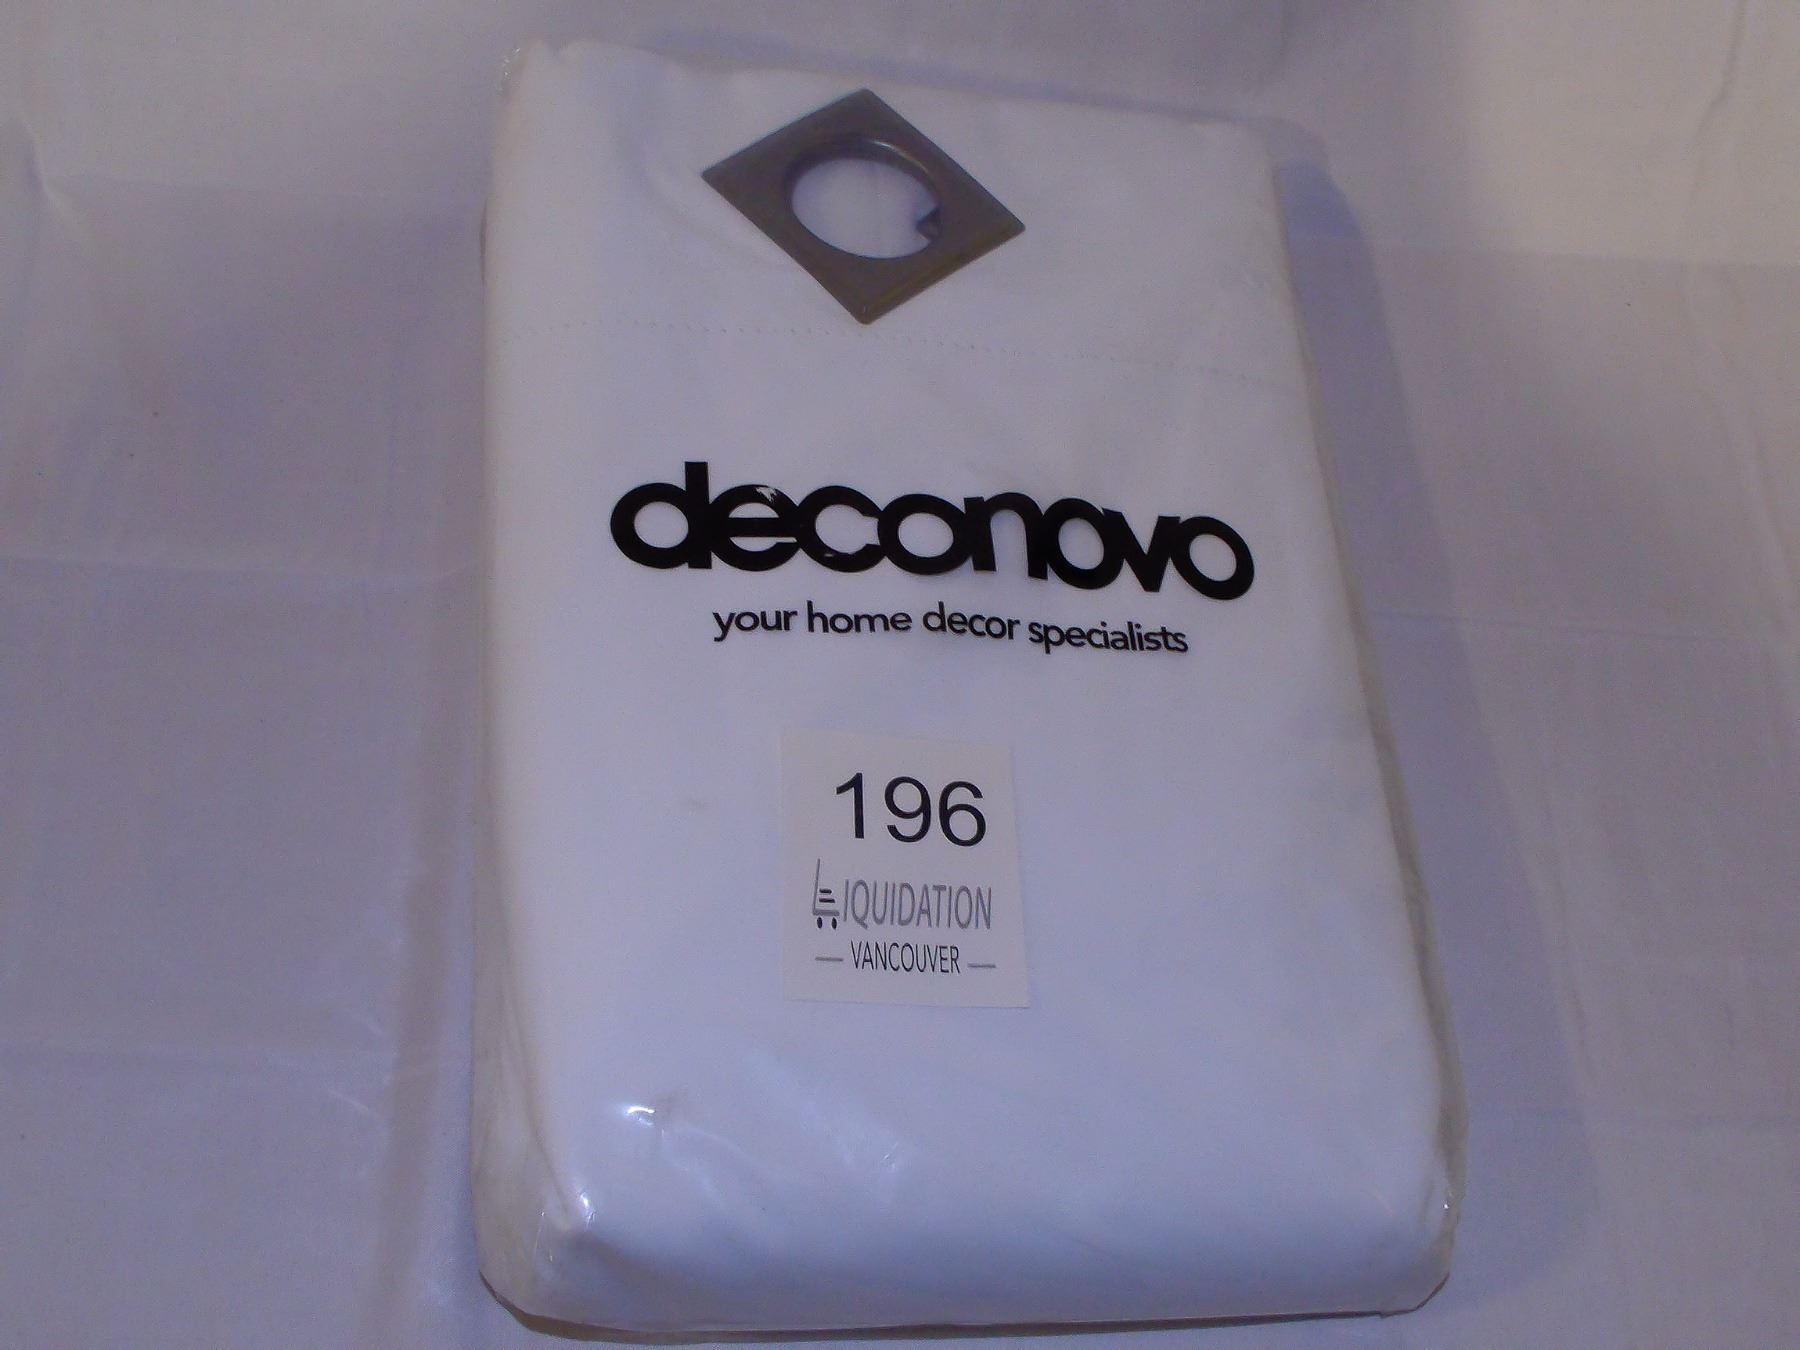 deconovo
your home decor specialists
196
LIQUIDATION
— VANCOUVER —